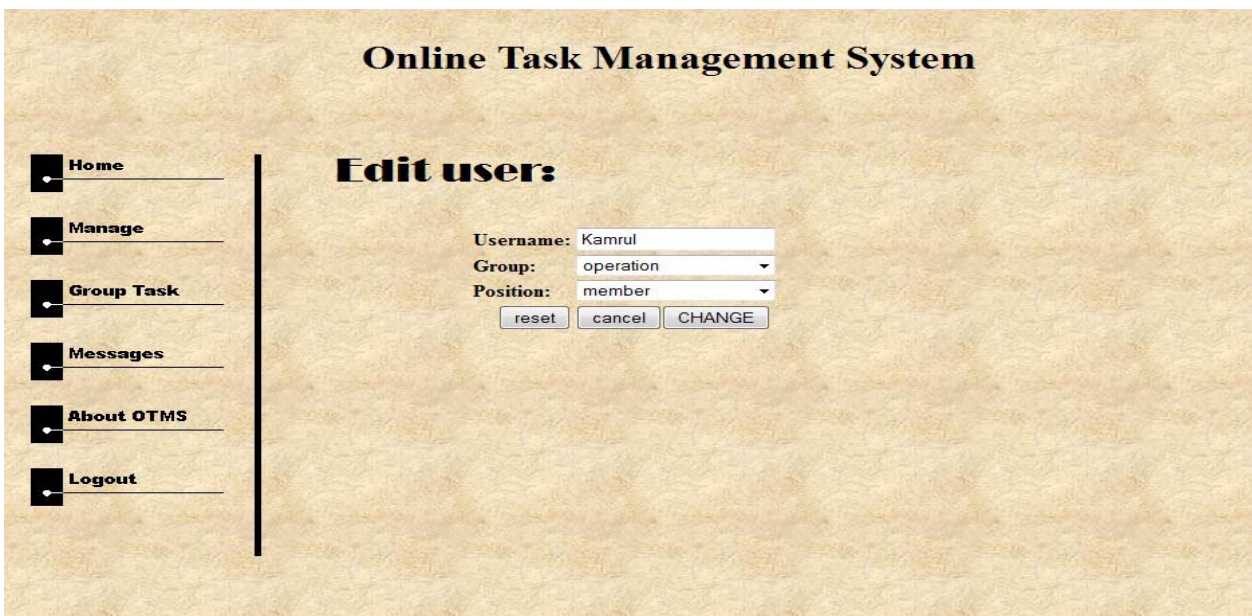 Online Task Management System
Home
Manage
Group Task
Messages
About OTMS
Logout
Edit user:
Username: Kamrul
Group: operation
Position: member
reset cancel CHANGE